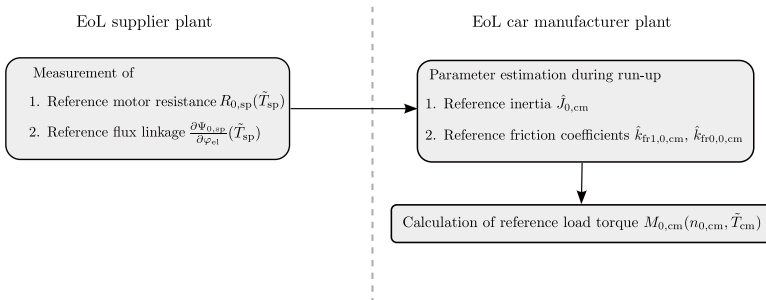 EoL supplier plant
Measurement of
1. Reference motor resistance R₀,sp(T̃sp)
2. Reference flux linkage ∂Ψ₀,sp/∂φel(T̃sp)
EoL car manufacturer plant
Parameter estimation during run-up
1. Reference inertia Ĵ₀,cm
2. Reference friction coefficients k̂fr1,0,cm, k̂fr0,0,cm
Calculation of reference load torque M₀,cm(n₀,cm, T̃cm)